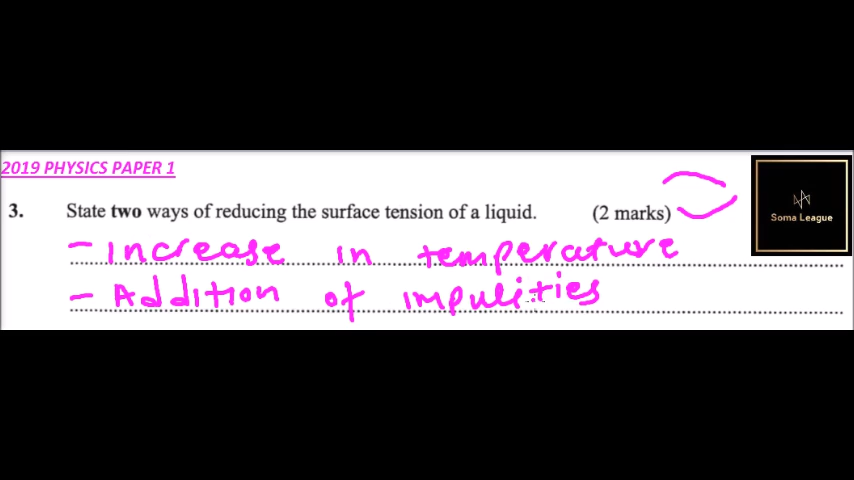 2019 PHYSICS PAPER 1
3. State two ways of reducing the surface tension of a liquid. (2 marks)
- Increase in temperature
- Addition of impulities
Soma League